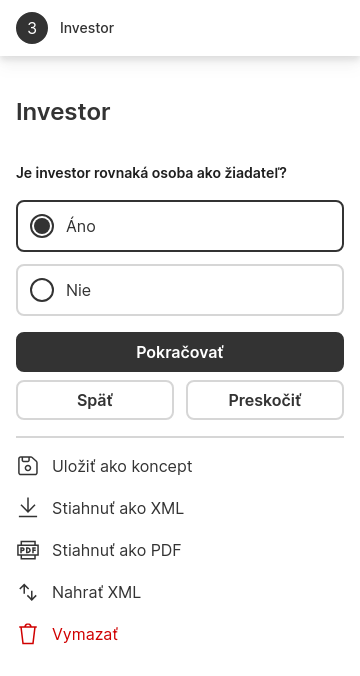 3 Investor
Investor
Je investor rovnaká osoba ako žiadateľ?
Áno
Nie
Pokračovať
Späť Preskočiť
Uložiť ako koncept
Stiahnuť ako XML
PDF Stiahnuť ako PDF
Nahrať XML
Vymazať